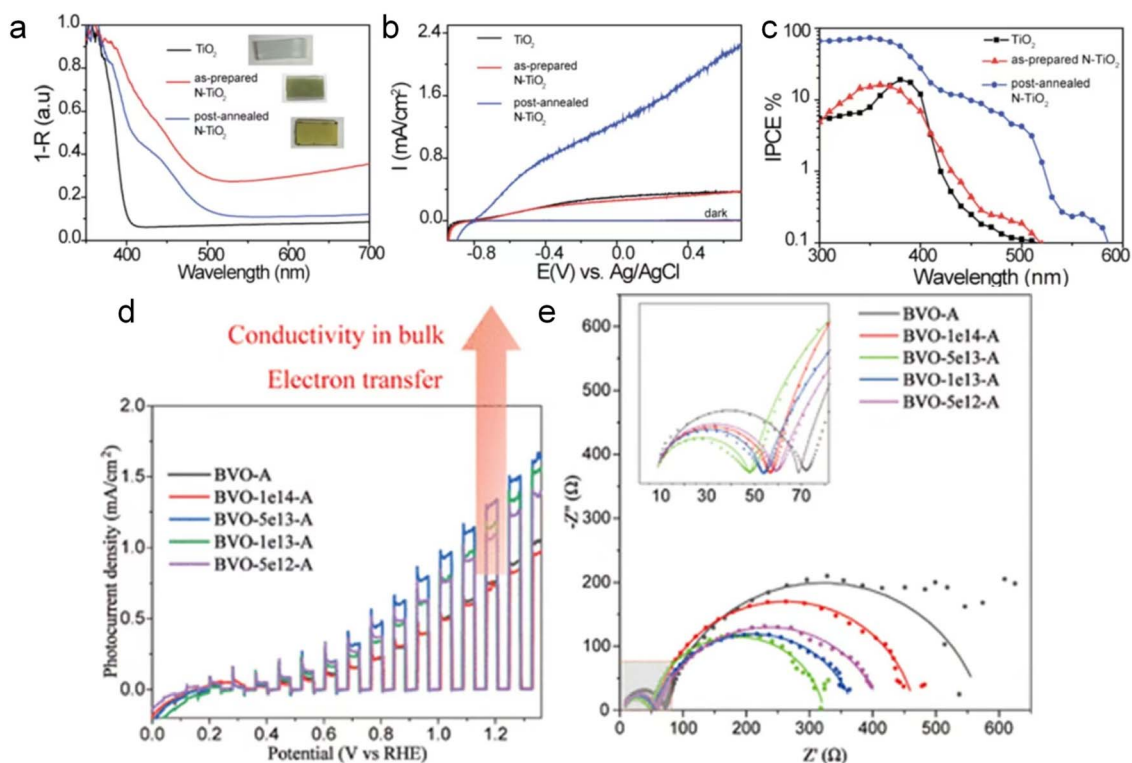 a
1-R (a.u)
1.0
0.8
0.6
0.4
0.2
0.0
400
500
600
700
Wavelength (nm)
TiO₂
as-prepared
N-TiO₂
post-annealed
N-TiO₂
b
I (mA/cm²)
2.4
1.6
0.8
0.0
-0.8
-0.4
0.0
0.4
E(V) vs. Ag/AgCl
TiO₂
as-prepared
N-TiO₂
post-annealed
N-TiO₂
dark
c
IPCE %
100
10
1
0.1
300
400
500
600
Wavelength (nm)
TiO₂
as-prepared N-TiO₂
post-annealed
N-TiO₂
d
Conductivity in bulk
Electron transfer
Photocurrent density (mA/cm²)
2.0
1.5
1.0
0.5
0.0
0.0
0.2
0.4
0.6
0.8
1.0
1.2
Potential (V vs RHE)
BVO-A
BVO-1e14-A
BVO-5e13-A
BVO-1e13-A
BVO-5e12-A
e
-Z'' (Ω)
600
500
400
300
200
100
0
0
100
200
300
400
500
600
Z' (Ω)
10
30
50
70
BVO-A
BVO-1e14-A
BVO-5e13-A
BVO-1e13-A
BVO-5e12-A